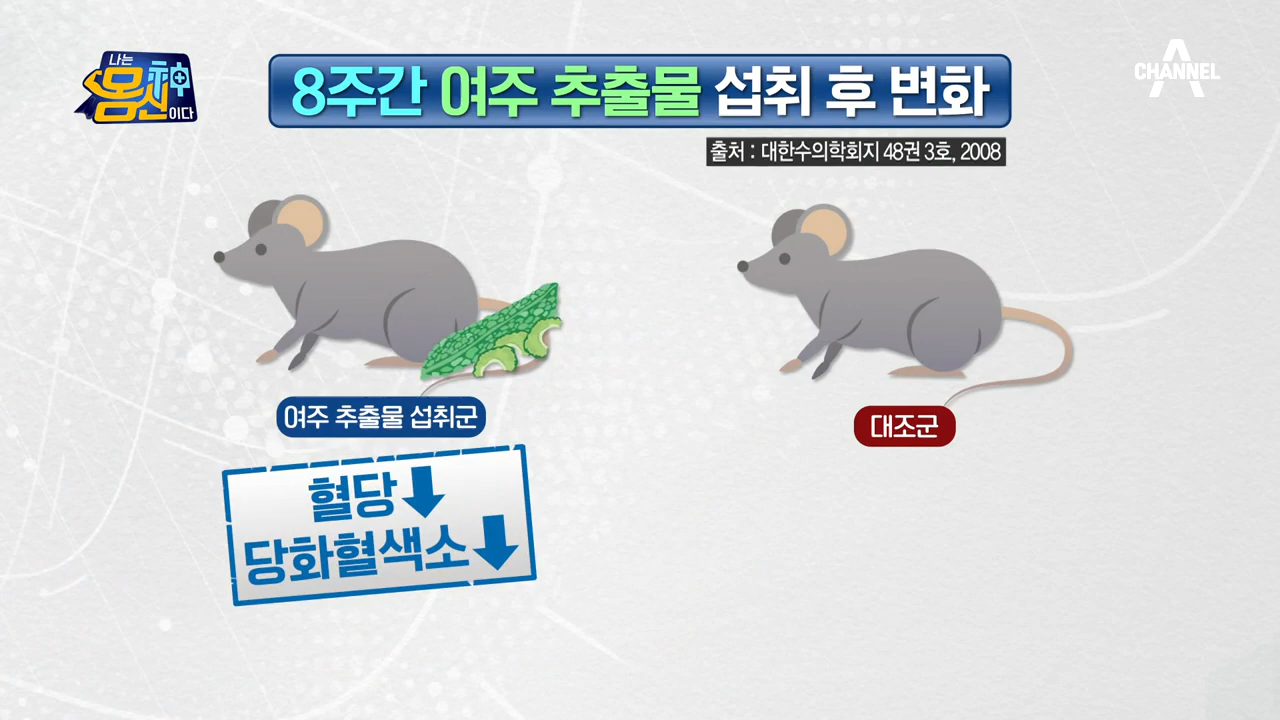 나는
몸神
몸신이다
CHANNEL A
8주간 여주 추출물 섭취 후 변화
출처 : 대한수의학회지 48권 3호, 2008
여주 추출물 섭취군
대조군
혈당
당화혈색소